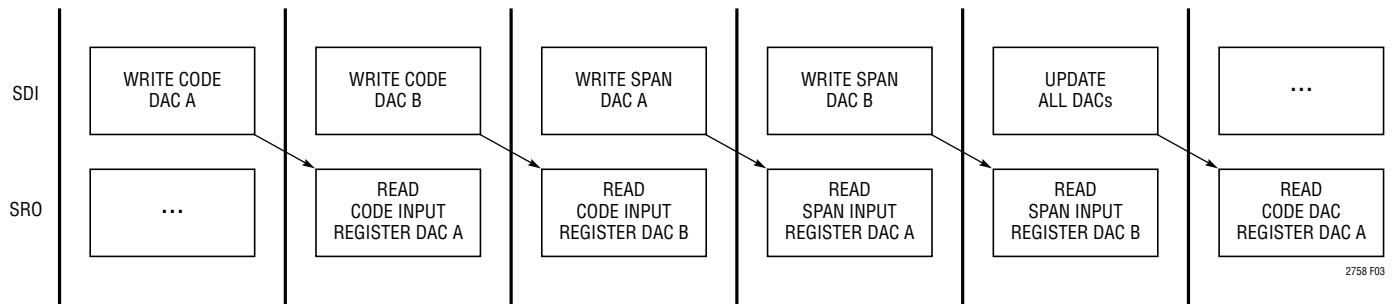 SDI
WRITE CODE
DAC A
WRITE CODE
DAC B
WRITE SPAN
DAC A
WRITE SPAN
DAC B
UPDATE
ALL DACs
...
SRO
...
READ
CODE INPUT
REGISTER DAC A
READ
CODE INPUT
REGISTER DAC B
READ
SPAN INPUT
REGISTER DAC A
READ
SPAN INPUT
REGISTER DAC B
READ
CODE DAC
REGISTER DAC A
2758 F03